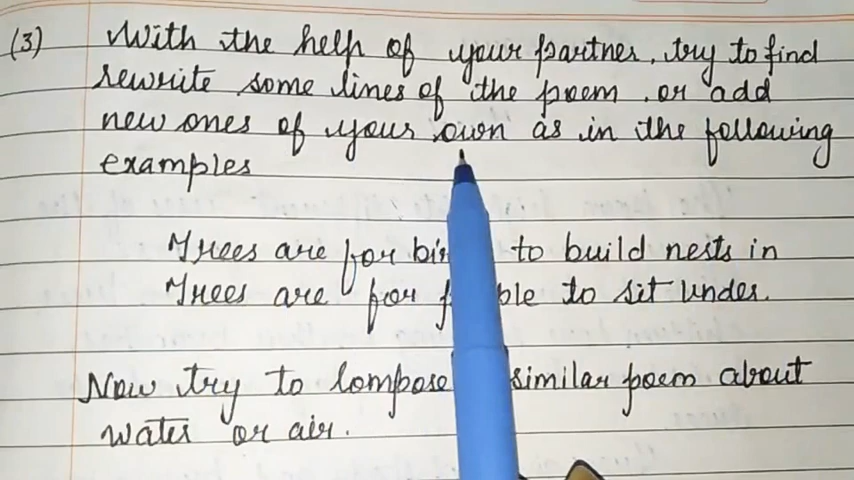 (3) With the help of your partner, try to find
rewrite some lines of the poem, or add
new ones of your own as in the following
examples
Trees are for to build nests in
Trees are for to sit under.
Now try to compose similar poem about
water or air.